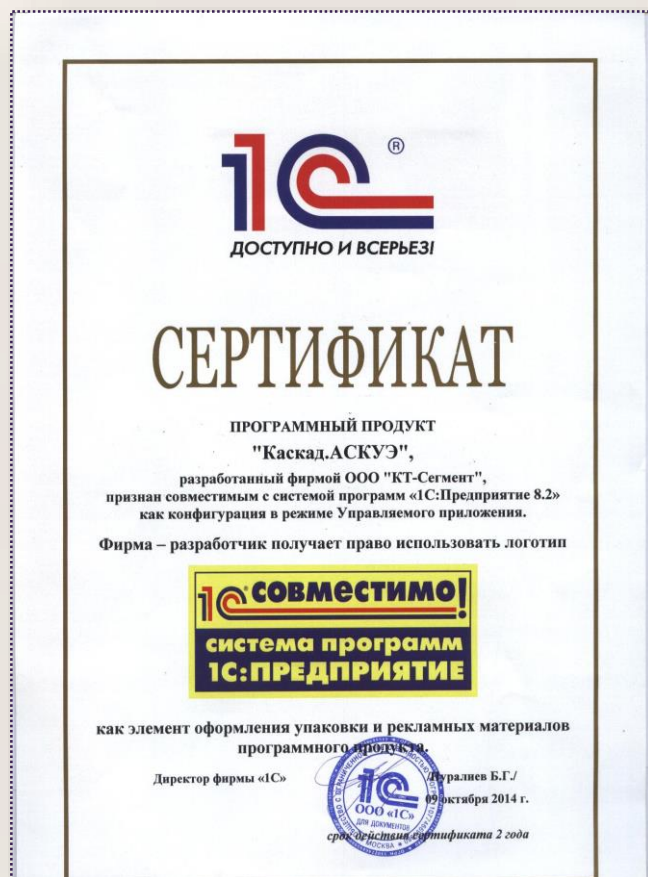 1С®
ДОСТУПНО И ВСЕРЬЕЗ!
СЕРТИФИКАТ
ПРОГРАММНЫЙ ПРОДУКТ
"Каскад.АСКУЭ",
разработанный фирмой ООО "КТ-Сегмент",
признан совместимым с системой программ «1С:Предприятие 8.2»
как конфигурация в режиме Управляемого приложения.
Фирма – разработчик получает право использовать логотип
1С® СОВМЕСТИМО!
система программ
1С:ПРЕДПРИЯТИЕ
как элемент оформления упаковки и рекламных материалов
программного продукта.
Директор фирмы «1С»
/Нуралиев Б.Г./
09 октября 2014 г.
1С
ООО «1С»
ДЛЯ ДОКУМЕНТОВ
МОСКВА
срок действия сертификата 2 года